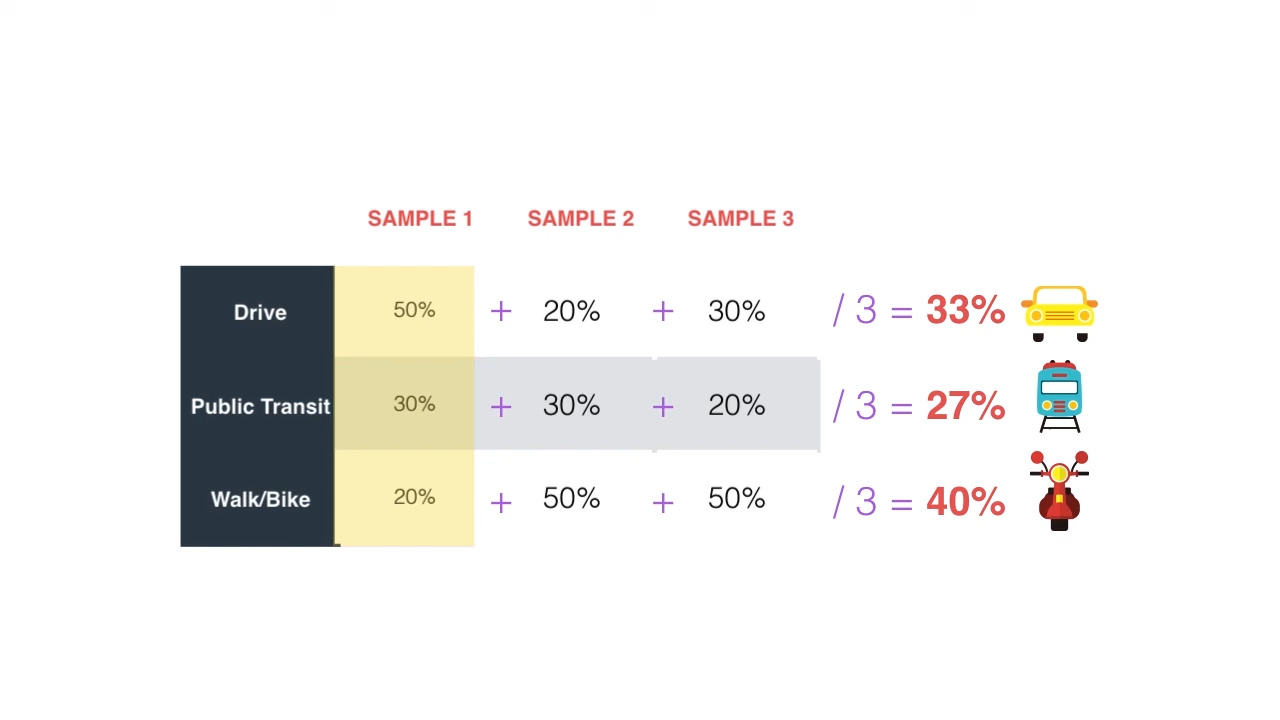 SAMPLE 1 SAMPLE 2 SAMPLE 3
Drive 50% + 20% + 30% / 3 = 33%
Public Transit 30% + 30% + 20% / 3 = 27%
Walk/Bike 20% + 50% + 50% / 3 = 40%